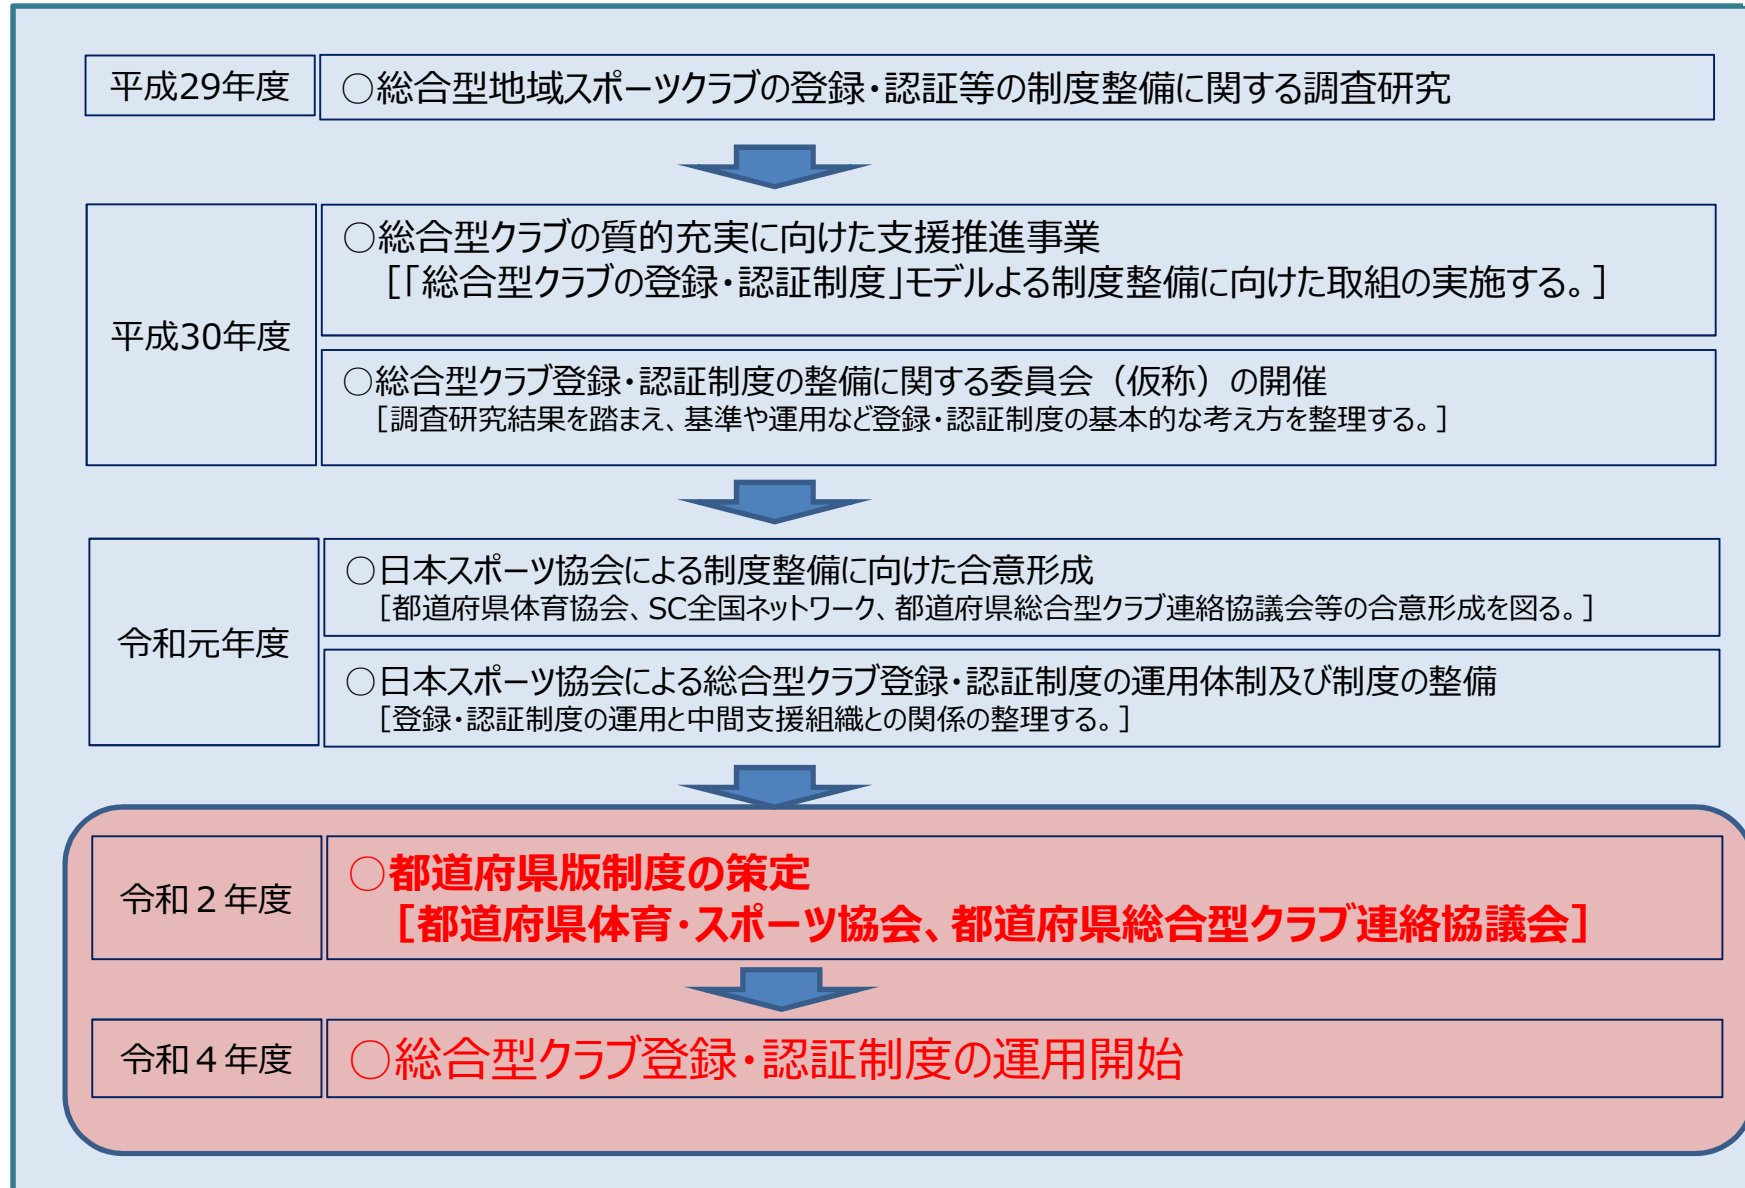 平成29年度
○総合型地域スポーツクラブの登録・認証等の制度整備に関する調査研究
平成30年度
○総合型クラブの質的充実に向けた支援推進事業
[「総合型クラブの登録・認証制度」モデルよる制度整備に向けた取組の実施する。]
○総合型クラブ登録・認証制度の整備に関する委員会（仮称）の開催
[調査研究結果を踏まえ、基準や運用など登録・認証制度の基本的な考え方を整理する。]
令和元年度
○日本スポーツ協会による制度整備に向けた合意形成
[都道府県体育協会、SC全国ネットワーク、都道府県総合型クラブ連絡協議会等の合意形成を図る。]
○日本スポーツ協会による総合型クラブ登録・認証制度の運用体制及び制度の整備
[登録・認証制度の運用と中間支援組織との関係の整理する。]
令和２年度
○都道府県版制度の策定
[都道府県体育・スポーツ協会、都道府県総合型クラブ連絡協議会]
令和４年度
○総合型クラブ登録・認証制度の運用開始